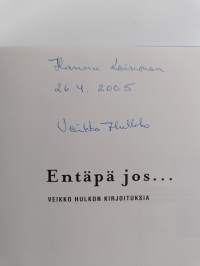 Hannu
26.4.2005
Veikko Hulkko
Entäpä jos...
VEIKKO HULKON KIRJOITUKSIA